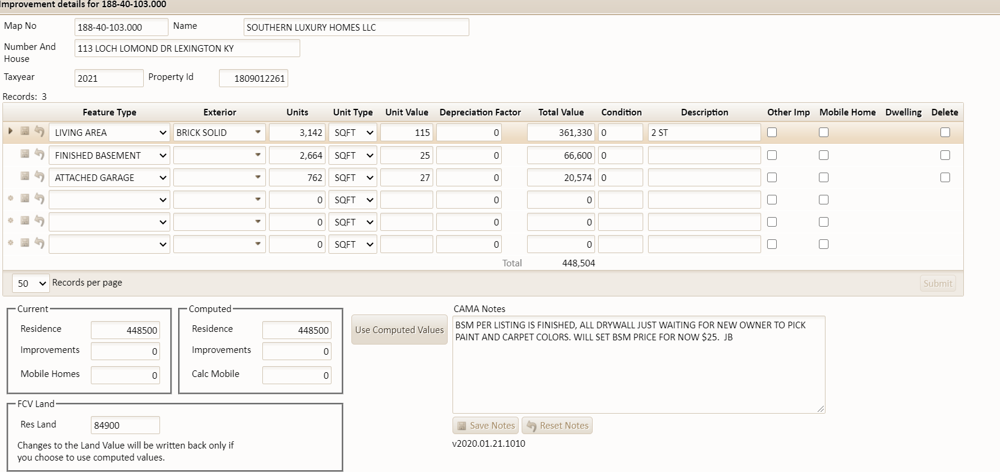 Improvement details for 188-40-103.000
Map No 188-40-103.000 Name SOUTHERN LUXURY HOMES LLC
Number And House 113 LOCH LOMOND DR LEXINGTON KY
Taxyear 2021 Property Id 1809012261
Records: 3
Feature Type Exterior Units Unit Type Unit Value Depreciation Factor Total Value Condition Description Other Imp Mobile Home Dwelling Delete
LIVING AREA BRICK SOLID 3,142 SQFT 115 0 361,330 0 2 ST
FINISHED BASEMENT 2,664 SQFT 25 0 66,600 0
ATTACHED GARAGE 762 SQFT 27 0 20,574 0
0 SQFT 0 0
0 SQFT 0 0
0 SQFT 0 0
Total 448,504
50 Records per page Submit
Current
Residence 448500
Improvements 0
Mobile Homes 0
Computed
Residence 448500
Improvements 0
Calc Mobile 0
Use Computed Values
CAMA Notes
BSM PER LISTING IS FINISHED, ALL DRYWALL JUST WAITING FOR NEW OWNER TO PICK
PAINT AND CARPET COLORS. WILL SET BSM PRICE FOR NOW $25. JB
Save Notes Reset Notes
v2020.01.21.1010
FCV Land
Res Land 84900
Changes to the Land Value will be written back only if
you choose to use computed values.